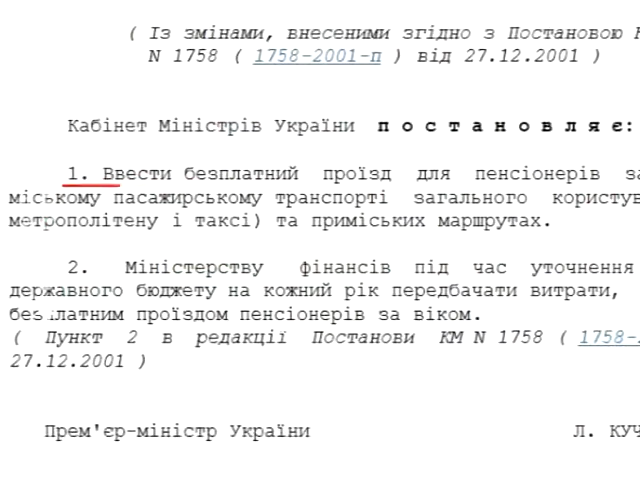 ( Із змінами, внесеними згідно з Постановою
N 1758 ( 1758-2001-п ) від 27.12.2001 )
Кабінет Міністрів України п о с т а н о в л я є:
1. Ввести безплатний проїзд для пенсіонерів
міському пасажирському транспорті загального
метрополітену і таксі) та приміських маршрутах.
2. Міністерству фінансів під час уточнення
державного бюджету на кожний рік передбачати витрати,
безплатним проїздом пенсіонерів за віком.
( Пункт 2 в редакції Постанови КМ N 1758 (
27.12.2001 )
Прем'єр-міністр України Л.